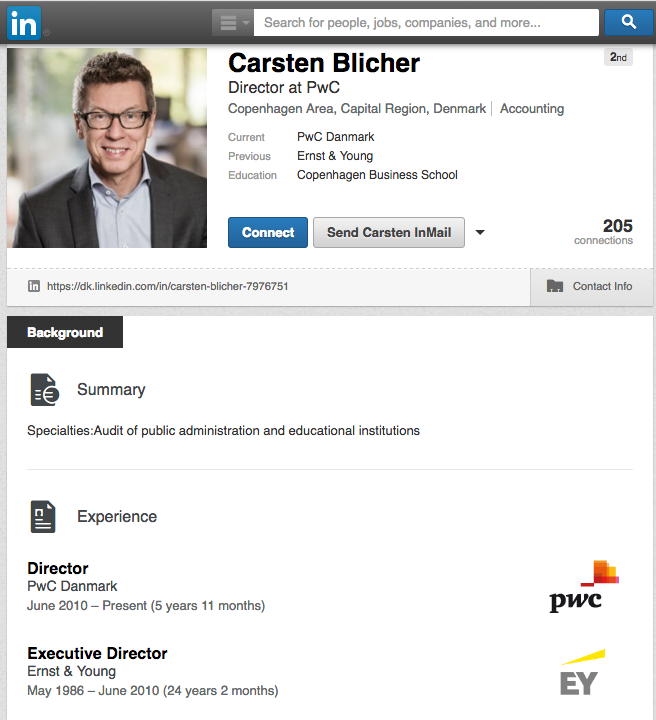 in
Search for people, jobs, companies, and more...
Carsten Blicher
2nd
Director at PwC
Copenhagen Area, Capital Region, Denmark | Accounting
Current PwC Danmark
Previous Ernst & Young
Education Copenhagen Business School
Connect
Send Carsten InMail
205
connections
in https://dk.linkedin.com/in/carsten-blicher-7976751
Contact Info
Background
Summary
Specialties:Audit of public administration and educational institutions
Experience
Director
PwC Danmark
June 2010 – Present (5 years 11 months)
pwc
Executive Director
Ernst & Young
May 1986 – June 2010 (24 years 2 months)
EY